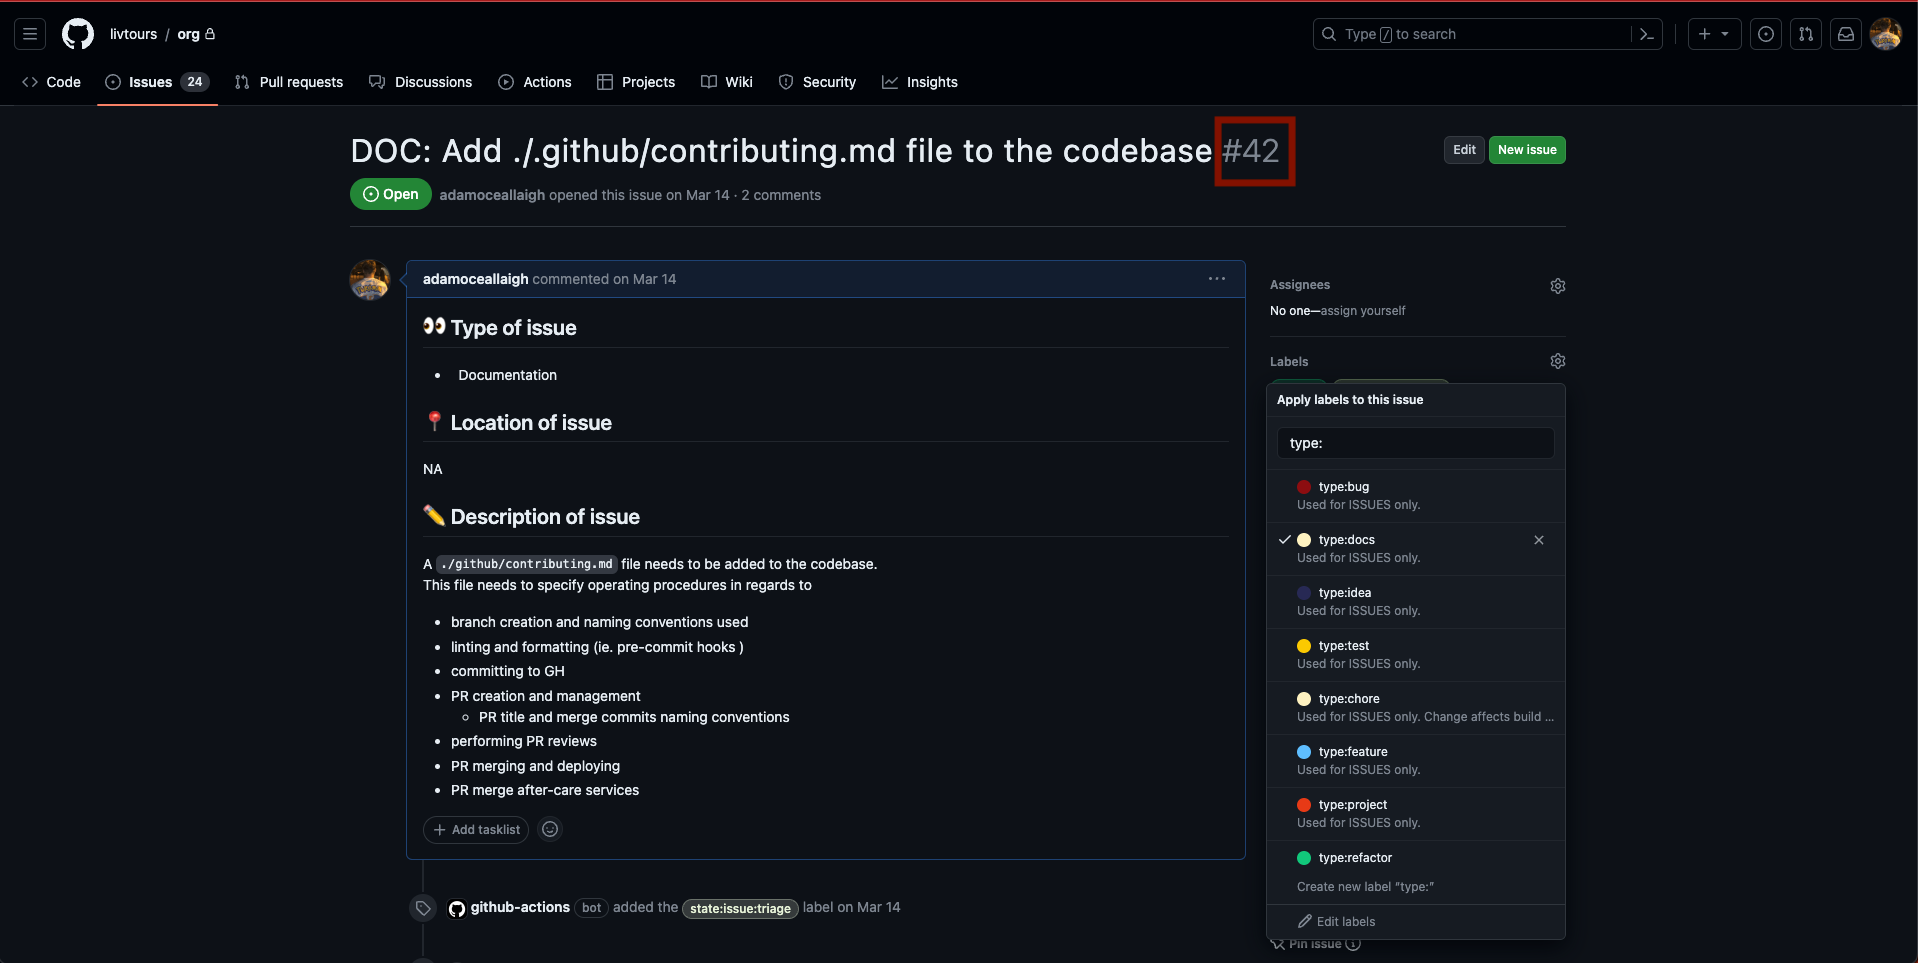 livtours / org
Type / to search
Code
Issues 24
Pull requests
Discussions
Actions
Projects
Wiki
Security
Insights
DOC: Add ./.github/contributing.md file to the codebase #42
Edit
New issue
Open
adamoceallaigh opened this issue on Mar 14 · 2 comments
adamoceallaigh commented on Mar 14
👀 Type of issue
• Documentation
📍 Location of issue
NA
✏️ Description of issue
A ./github/contributing.md file needs to be added to the codebase.
This file needs to specify operating procedures in regards to
• branch creation and naming conventions used
• linting and formatting (ie. pre-commit hooks )
• committing to GH
• PR creation and management
◦ PR title and merge commits naming conventions
• performing PR reviews
• PR merging and deploying
• PR merge after-care services
Add tasklist
github-actions bot added the state:issue:triage label on Mar 14
Assignees
No one—assign yourself
Labels
Apply labels to this issue
type:
type:bug
Used for ISSUES only.
type:docs
Used for ISSUES only.
type:idea
Used for ISSUES only.
type:test
Used for ISSUES only.
type:chore
Used for ISSUES only. Change affects build ...
type:feature
Used for ISSUES only.
type:project
Used for ISSUES only.
type:refactor
Create new label “type:”
Edit labels
Pin issue